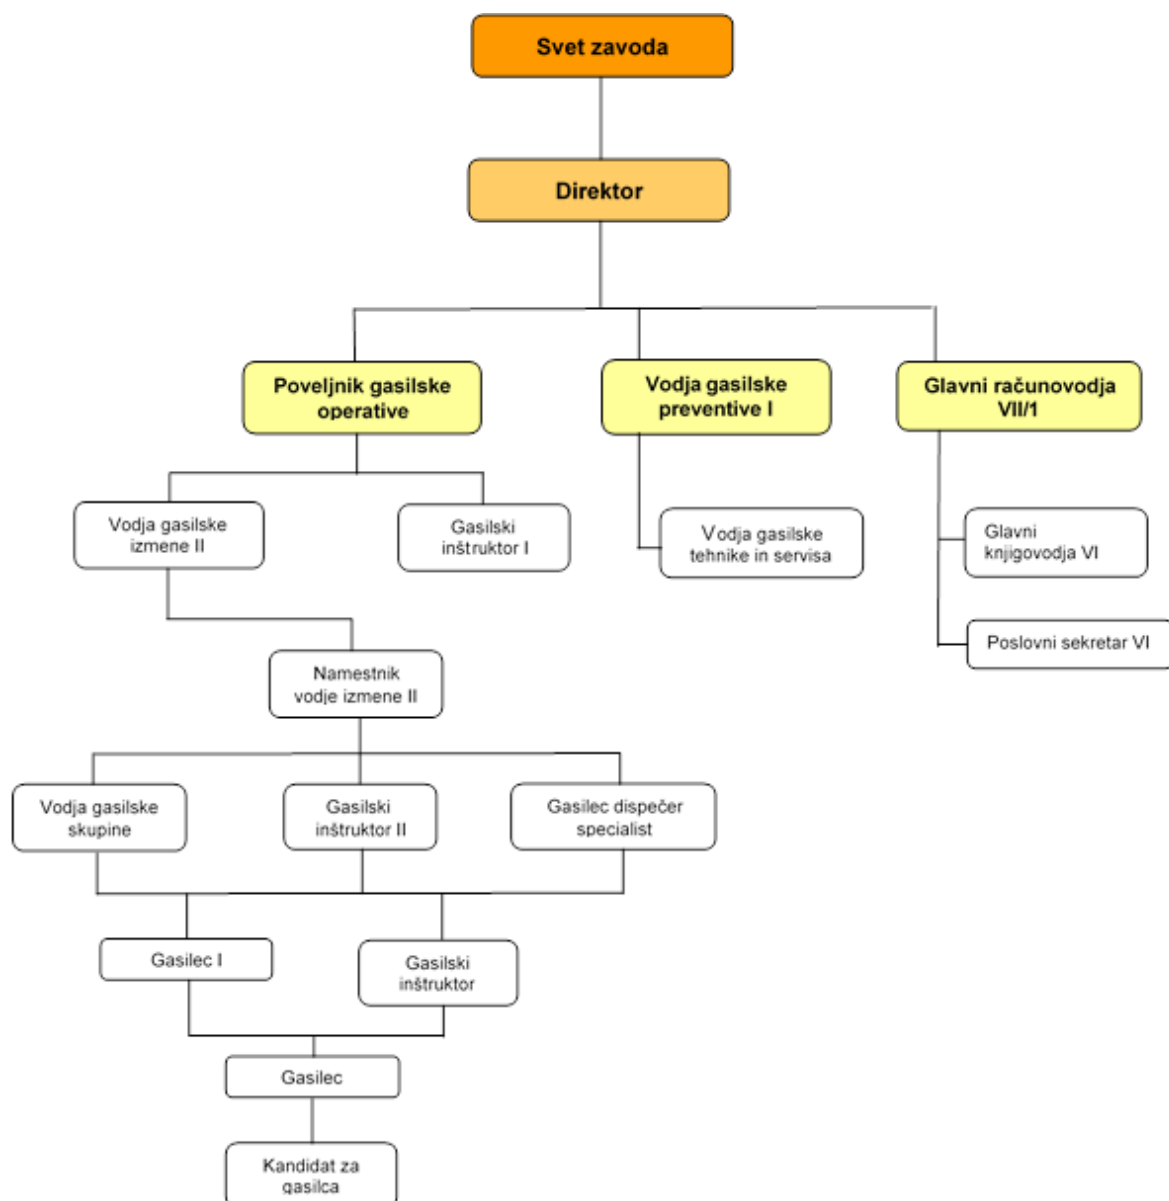 Svet zavoda
Direktor
Poveljnik gasilske
operative
Vodja gasilske
preventive I
Glavni računovodja
VII/1
Vodja gasilske
izmene II
Gasilski
inštruktor I
Vodja gasilske
tehnike in servisa
Glavni
knjigovodja VI
Poslovni sekretar VI
Namestnik
vodje izmene II
Vodja gasilske
skupine
Gasilski
inštruktor II
Gasilec dispečer
specialist
Gasilec I
Gasilski
inštruktor
Gasilec
Kandidat za
gasilca